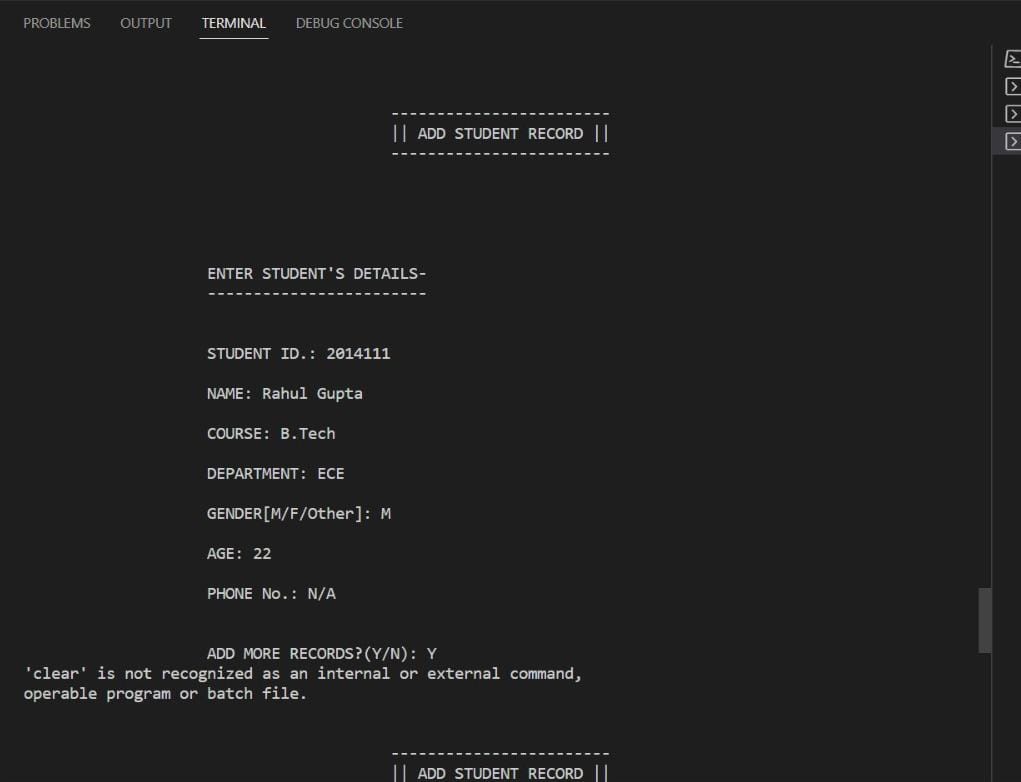 PROBLEMS OUTPUT TERMINAL DEBUG CONSOLE
------------------------
|| ADD STUDENT RECORD ||
------------------------
ENTER STUDENT'S DETAILS-
------------------------
STUDENT ID.: 2014111
NAME: Rahul Gupta
COURSE: B.Tech
DEPARTMENT: ECE
GENDER[M/F/Other]: M
AGE: 22
PHONE No.: N/A
ADD MORE RECORDS?(Y/N): Y
'clear' is not recognized as an internal or external command,
operable program or batch file.
------------------------
|| ADD STUDENT RECORD ||